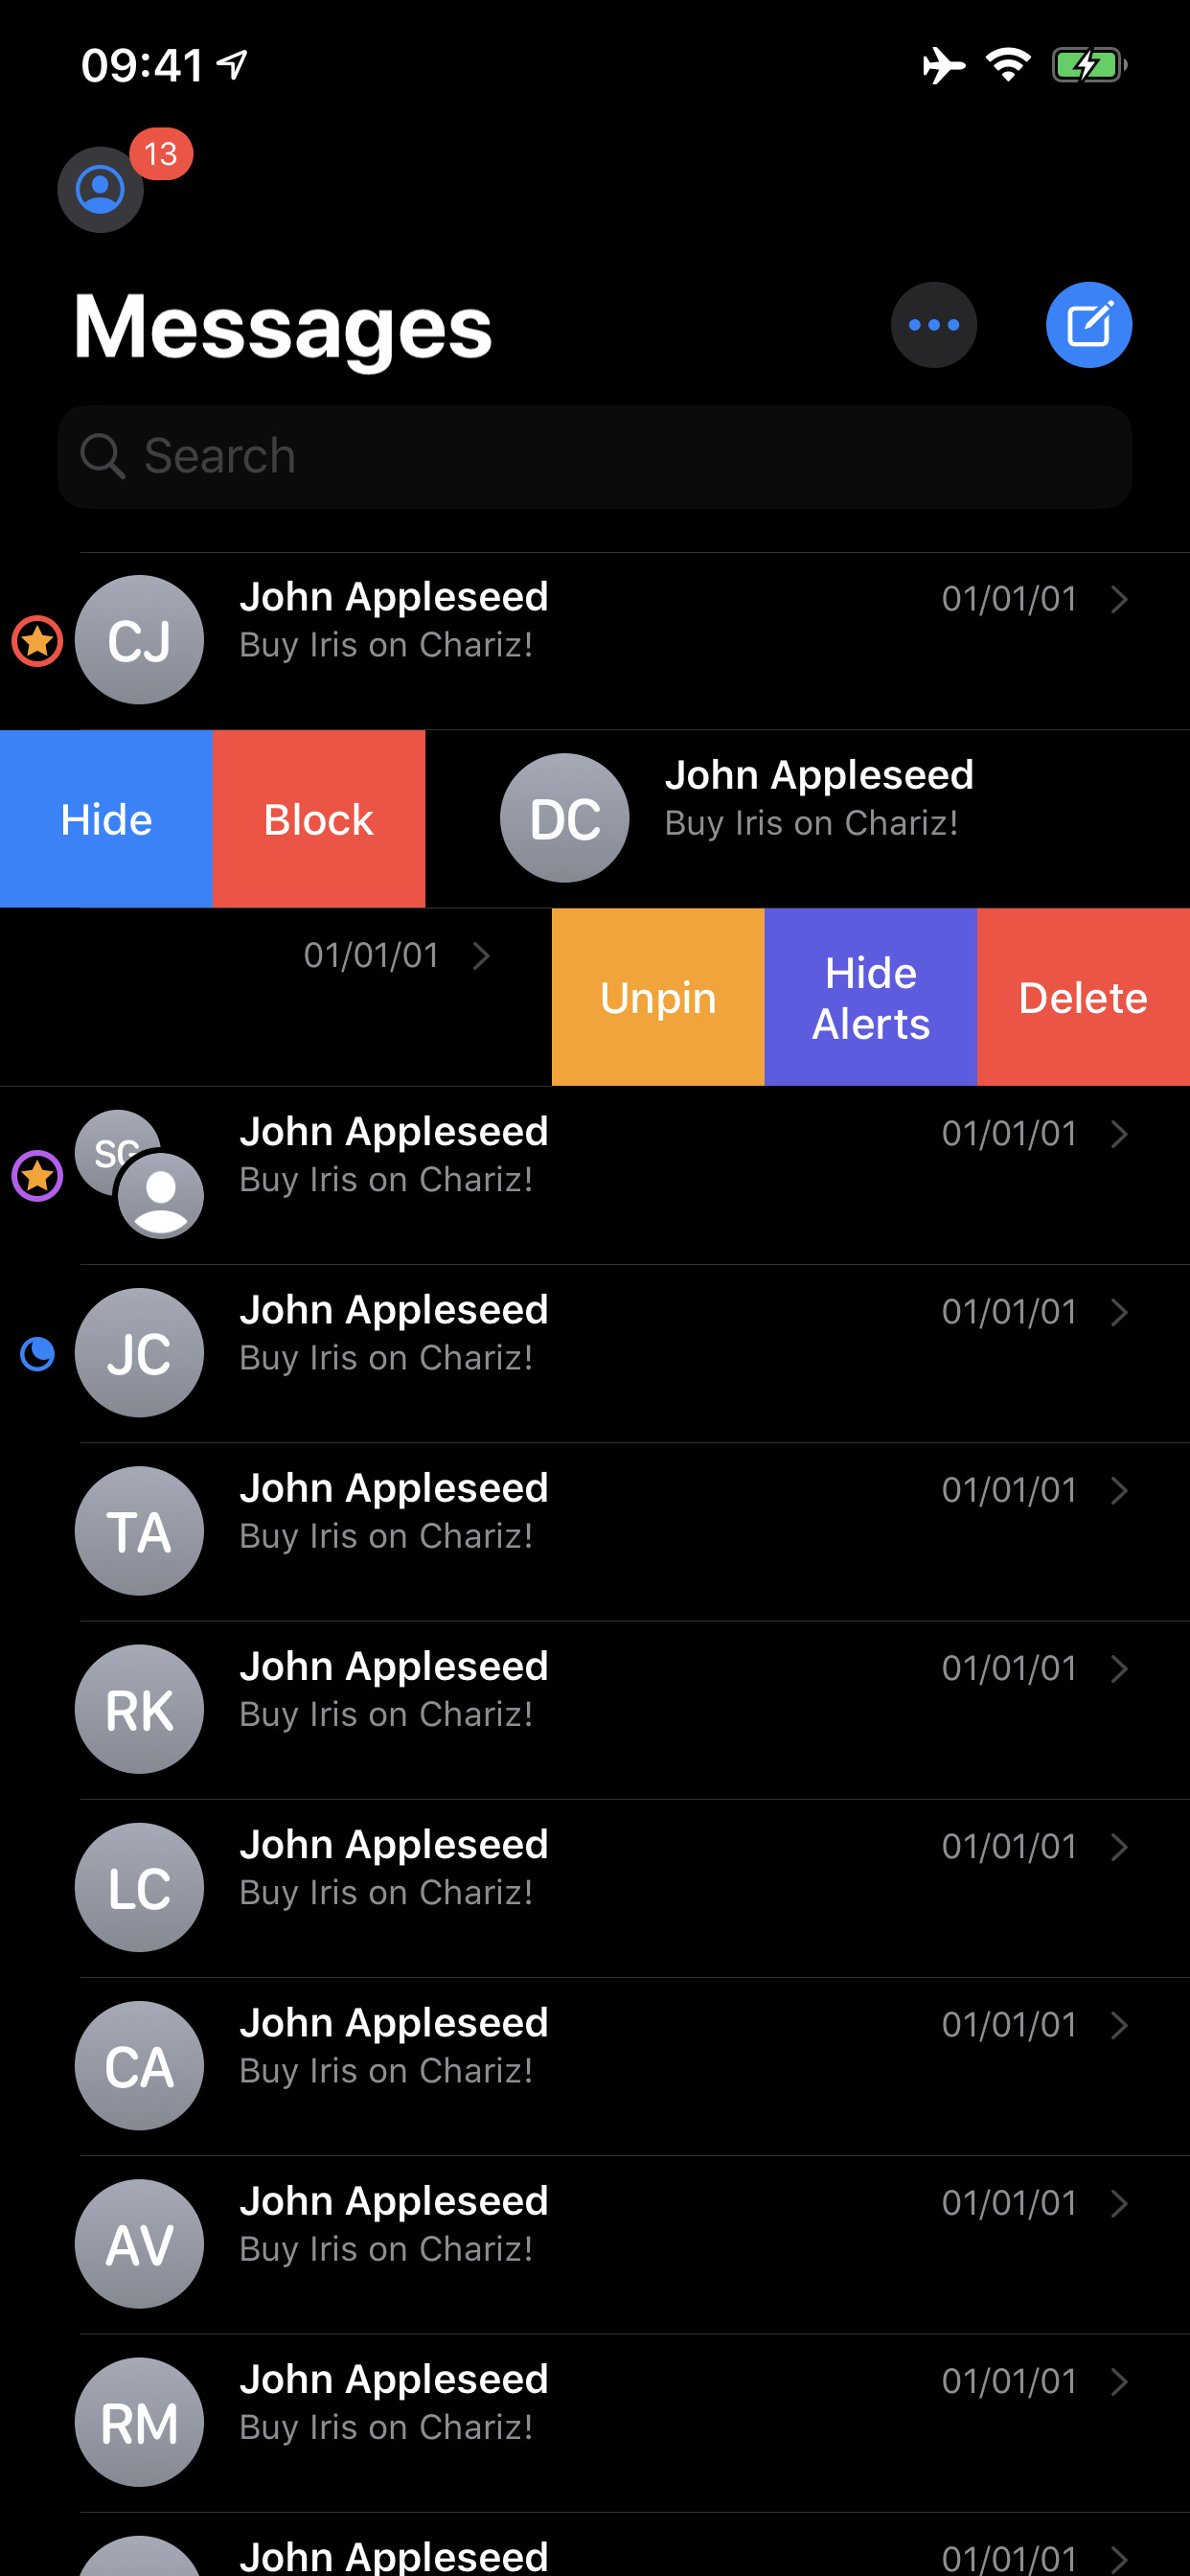 09:41
13
Messages
Search
CJ
John Appleseed
01/01/01
Buy Iris on Chariz!
Hide
Block
DC
John Appleseed
Buy Iris on Chariz!
01/01/01
Unpin
Hide
Alerts
Delete
SG
John Appleseed
01/01/01
Buy Iris on Chariz!
JC
John Appleseed
01/01/01
Buy Iris on Chariz!
TA
John Appleseed
01/01/01
Buy Iris on Chariz!
RK
John Appleseed
01/01/01
Buy Iris on Chariz!
LC
John Appleseed
01/01/01
Buy Iris on Chariz!
CA
John Appleseed
01/01/01
Buy Iris on Chariz!
AV
John Appleseed
01/01/01
Buy Iris on Chariz!
RM
John Appleseed
01/01/01
Buy Iris on Chariz!
John Appleseed
01/01/01